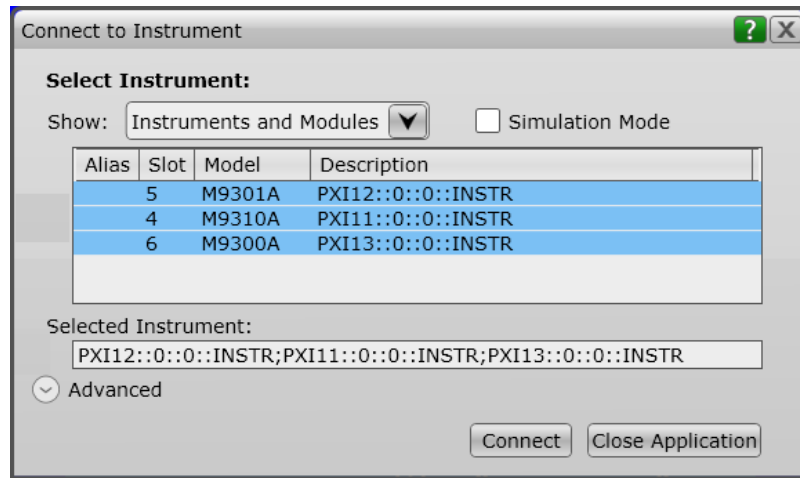 Connect to Instrument ? X
Select Instrument:
Show: Instruments and Modules Simulation Mode
Alias Slot Model Description
5 M9301A PXI12::0::0::INSTR
4 M9310A PXI11::0::0::INSTR
6 M9300A PXI13::0::0::INSTR
Selected Instrument:
PXI12::0::0::INSTR;PXI11::0::0::INSTR;PXI13::0::0::INSTR
Advanced
Connect Close Application